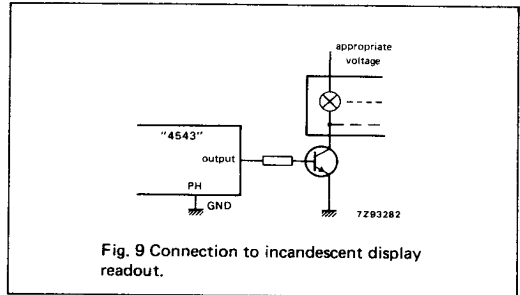 appropriate
voltage
"4543"
output
PH
GND
7Z93282
Fig. 9 Connection to incandescent display
readout.